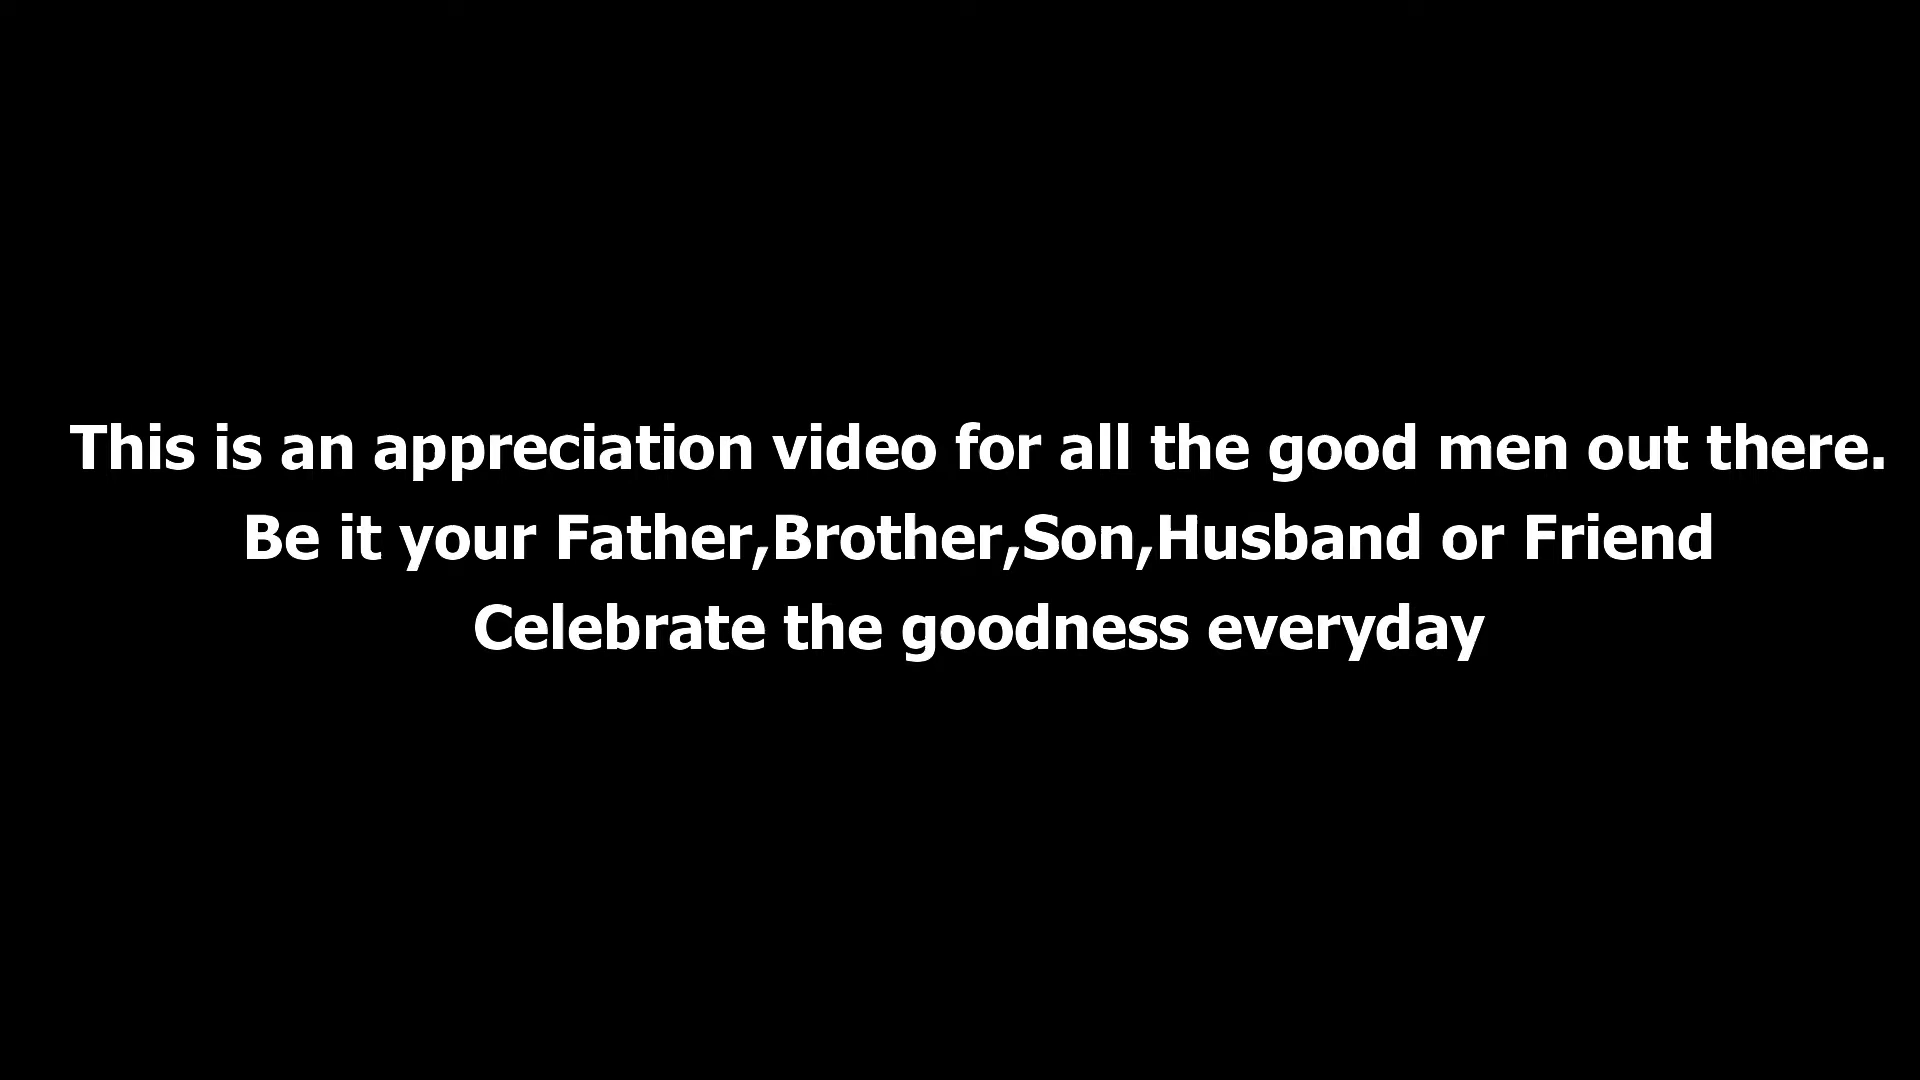 This is an appreciation video for all the good men out there.
Be it your Father,Brother,Son,Husband or Friend
Celebrate the goodness everyday